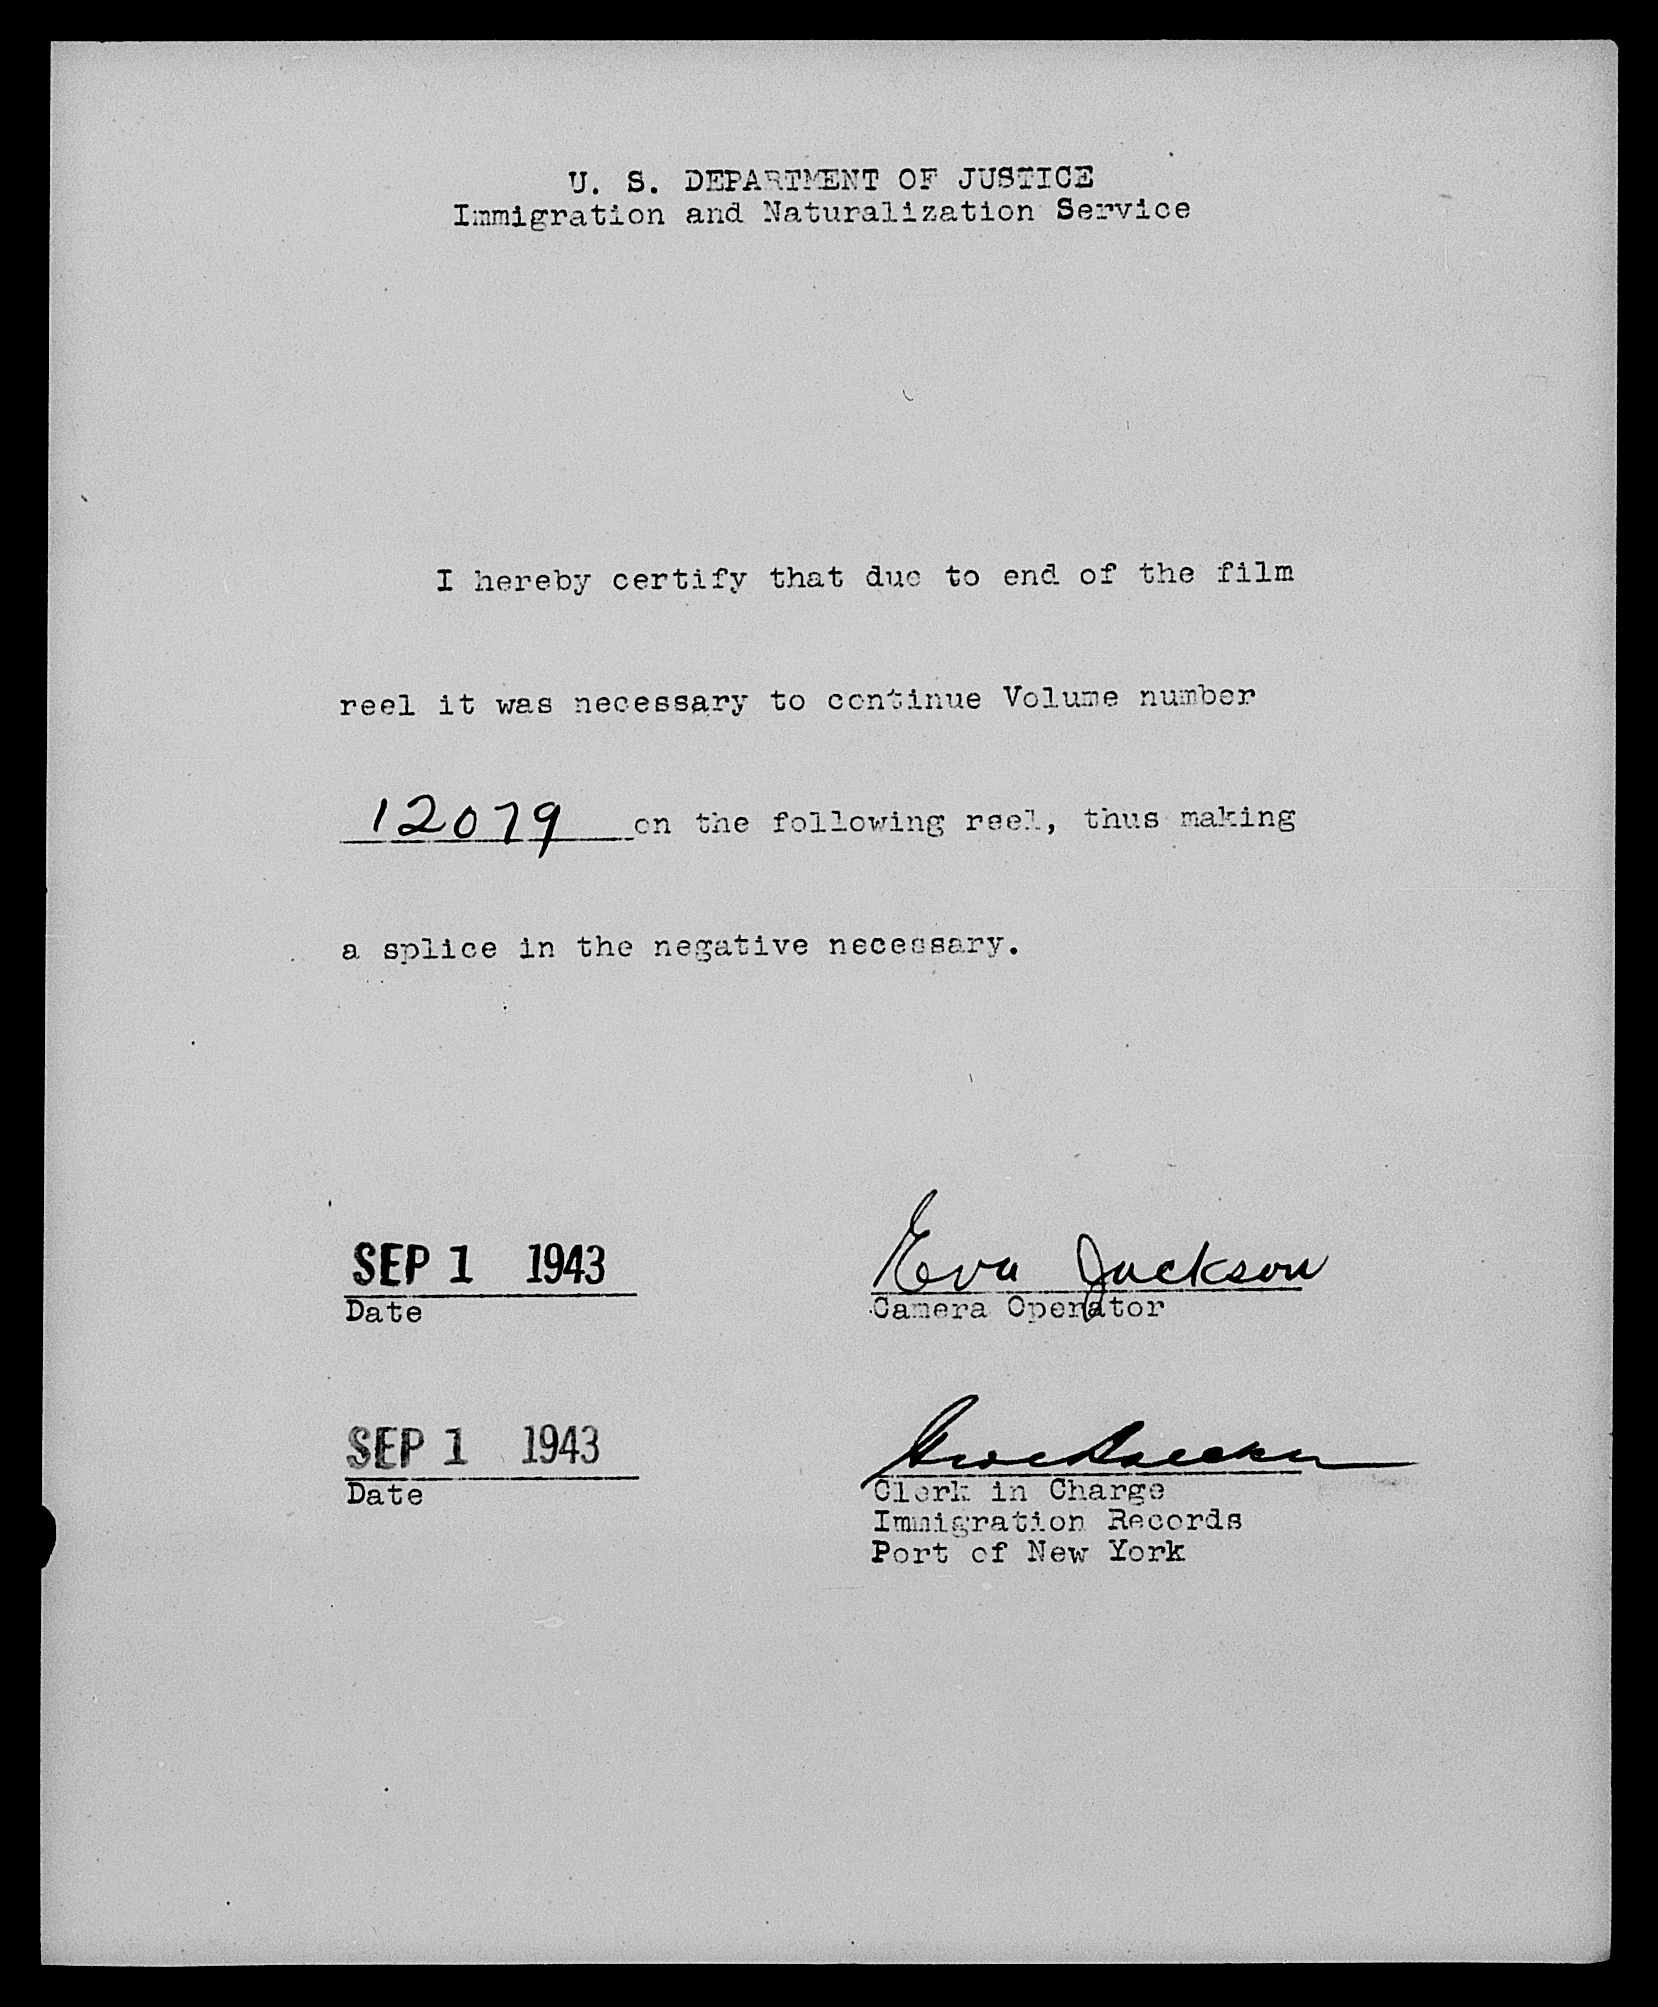 U. S. DEPARTMENT OF JUSTICE
Immigration and Naturalization Service
I hereby certify that due to end of the film
reel it was necessary to continue Volume number
12079 on the following reel, thus making
a splice in the negative necessary.
SEP 1 1943
Eva Jackson
Date
Camera Operator
SEP 1 1943
Date
Clerk in Charge
Immigration Records
Port of New York